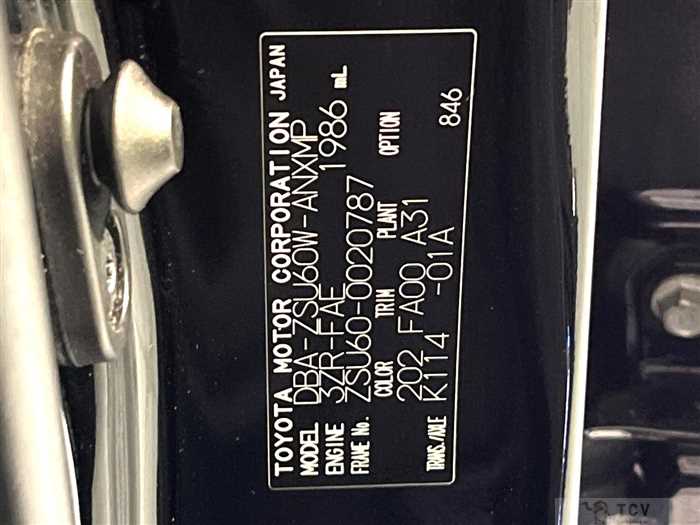 TOYOTA MOTOR CORPORATION JAPAN
MODEL DBA-ZSU60W-ANXMP
ENGINE 3ZR-FAE 1986 mL
FRAME No. ZSU60-0020787
COLOR TRIM PLANT OPTION
202 FA00 A31
TRANS./AXLE K114 -01A 846
TCV